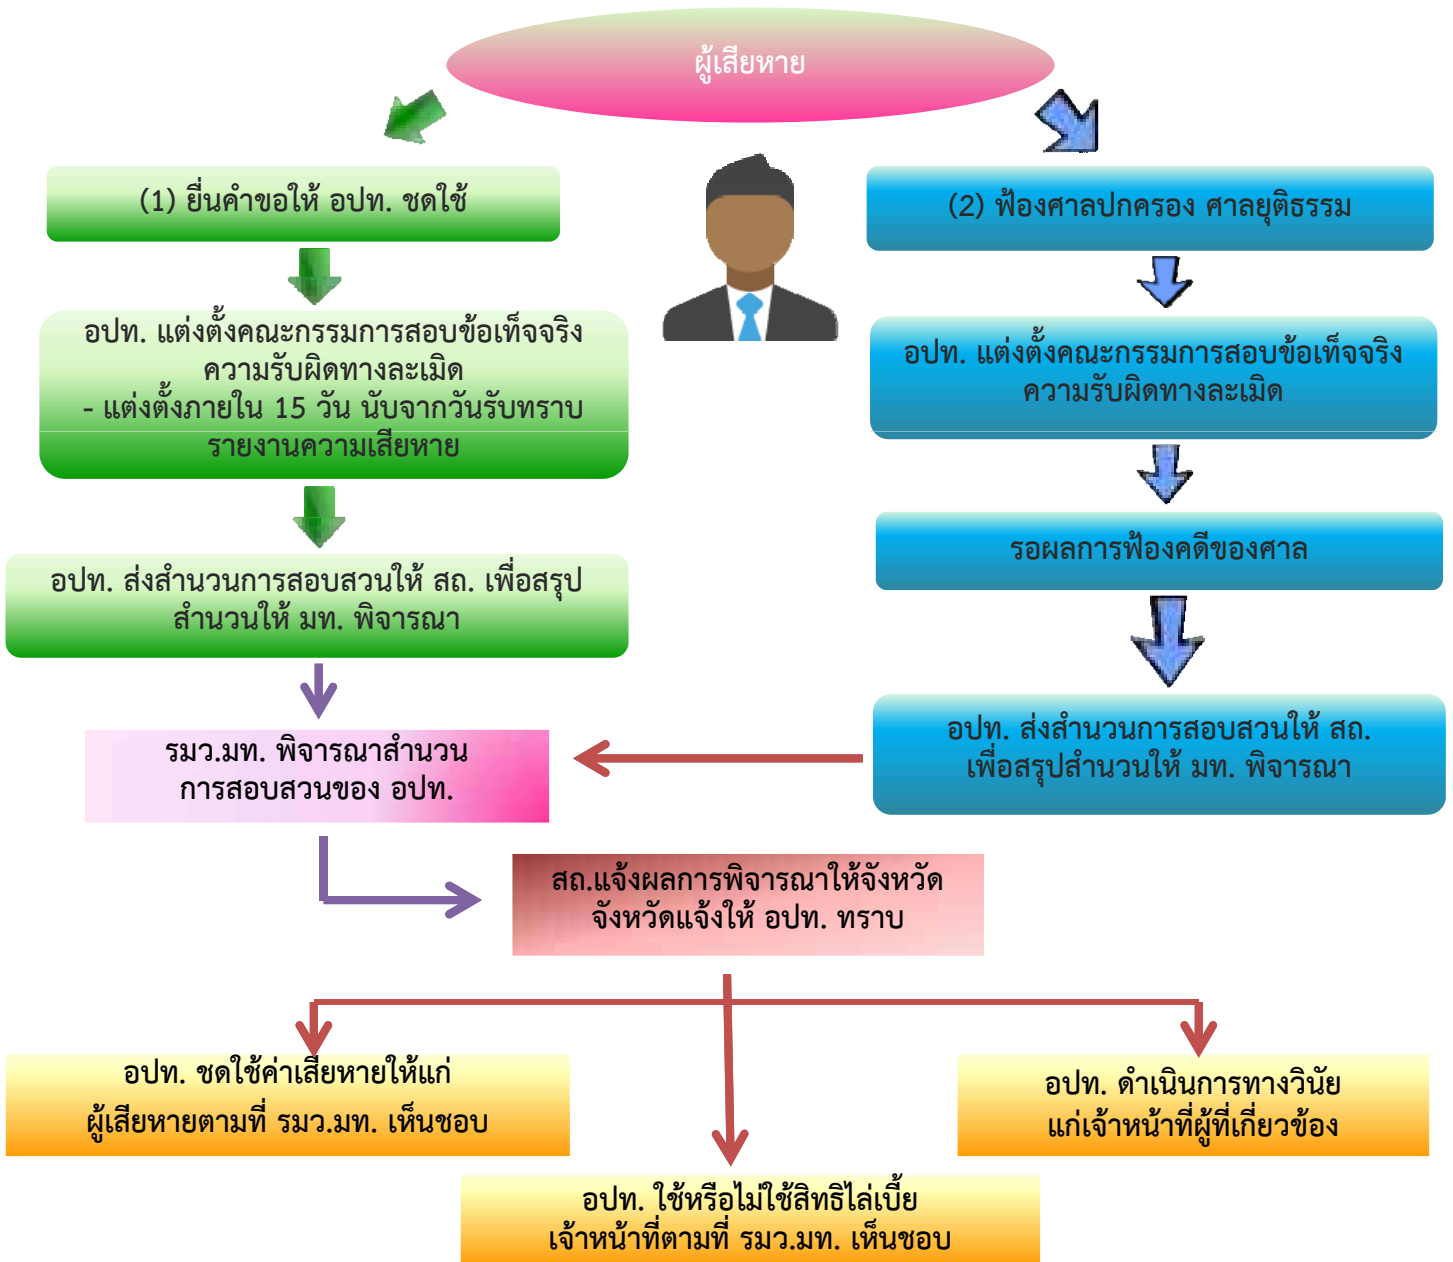 ผู้เสียหาย
(1) ยื่นคำขอให้ อปท. ชดใช้
อปท. แต่งตั้งคณะกรรมการสอบข้อเท็จจริง
ความรับผิดทางละเมิด
- แต่งตั้งภายใน 15 วัน นับจากวันรับทราบ
รายงานความเสียหาย
อปท. ส่งสำนวนการสอบสวนให้ สถ. เพื่อสรุป
สำนวนให้ มท. พิจารณา
(2) ฟ้องศาลปกครอง ศาลยุติธรรม
อปท. แต่งตั้งคณะกรรมการสอบข้อเท็จจริง
ความรับผิดทางละเมิด
รอผลการฟ้องคดีของศาล
อปท. ส่งสำนวนการสอบสวนให้ สถ.
เพื่อสรุปสำนวนให้ มท. พิจารณา
รมว.มท. พิจารณาสำนวน
การสอบสวนของ อปท.
สถ.แจ้งผลการพิจารณาให้จังหวัด
จังหวัดแจ้งให้ อปท. ทราบ
อปท. ชดใช้ค่าเสียหายให้แก่
ผู้เสียหายตามที่ รมว.มท. เห็นชอบ
อปท. ใช้หรือไม่ใช้สิทธิไล่เบี้ย
เจ้าหน้าที่ตามที่ รมว.มท. เห็นชอบ
อปท. ดำเนินการทางวินัย
แก่เจ้าหน้าที่ผู้ที่เกี่ยวข้อง